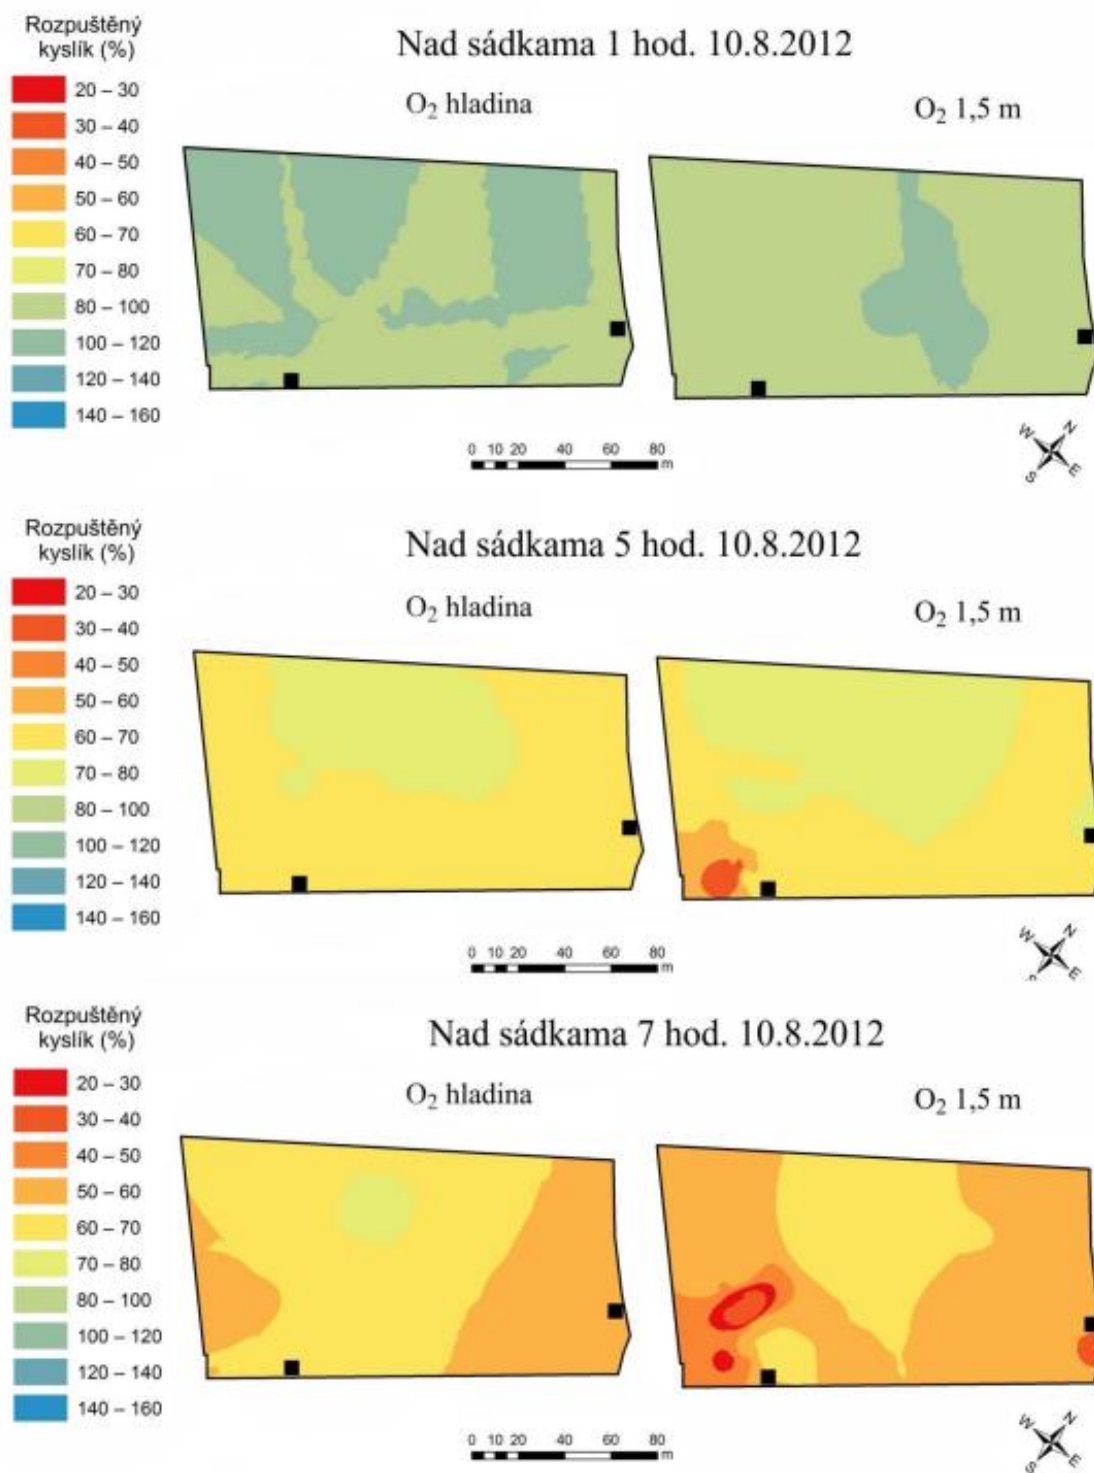 Rozpuštěný
kyslík (%)
Nad sádkama 1 hod. 10.8.2012
O₂ hladina
O₂ 1,5 m
20 – 30
30 – 40
40 – 50
50 – 60
60 – 70
70 – 80
80 – 100
100 – 120
120 – 140
140 – 160
0 10 20 40 60 80
m
W N
S E
Rozpuštěný
kyslík (%)
Nad sádkama 5 hod. 10.8.2012
O₂ hladina
O₂ 1,5 m
20 – 30
30 – 40
40 – 50
50 – 60
60 – 70
70 – 80
80 – 100
100 – 120
120 – 140
140 – 160
0 10 20 40 60 80
m
W N
E
Rozpuštěný
kyslík (%)
Nad sádkama 7 hod. 10.8.2012
O₂ hladina
O₂ 1,5 m
20 – 30
30 – 40
40 – 50
50 – 60
60 – 70
70 – 80
80 – 100
100 – 120
120 – 140
140 – 160
0 10 20 40 60 80
m
W N
S E